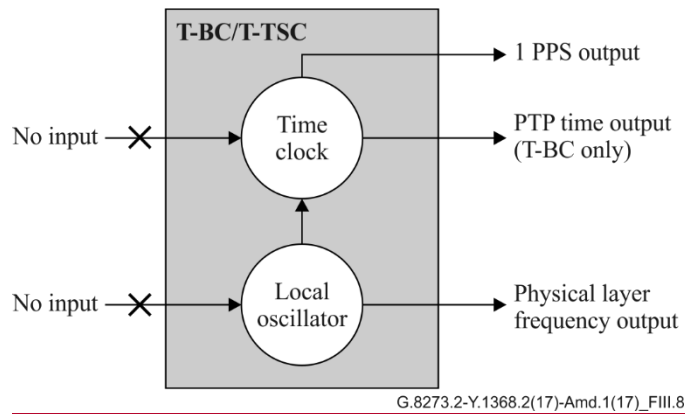 T-BC/T-TSC
1 PPS output
No input
Time
clock
PTP time output
(T-BC only)
No input
Local
oscillator
Physical layer
frequency output
G.8273.2-Y.1368.2(17)-Amd.1(17)_FIII.8